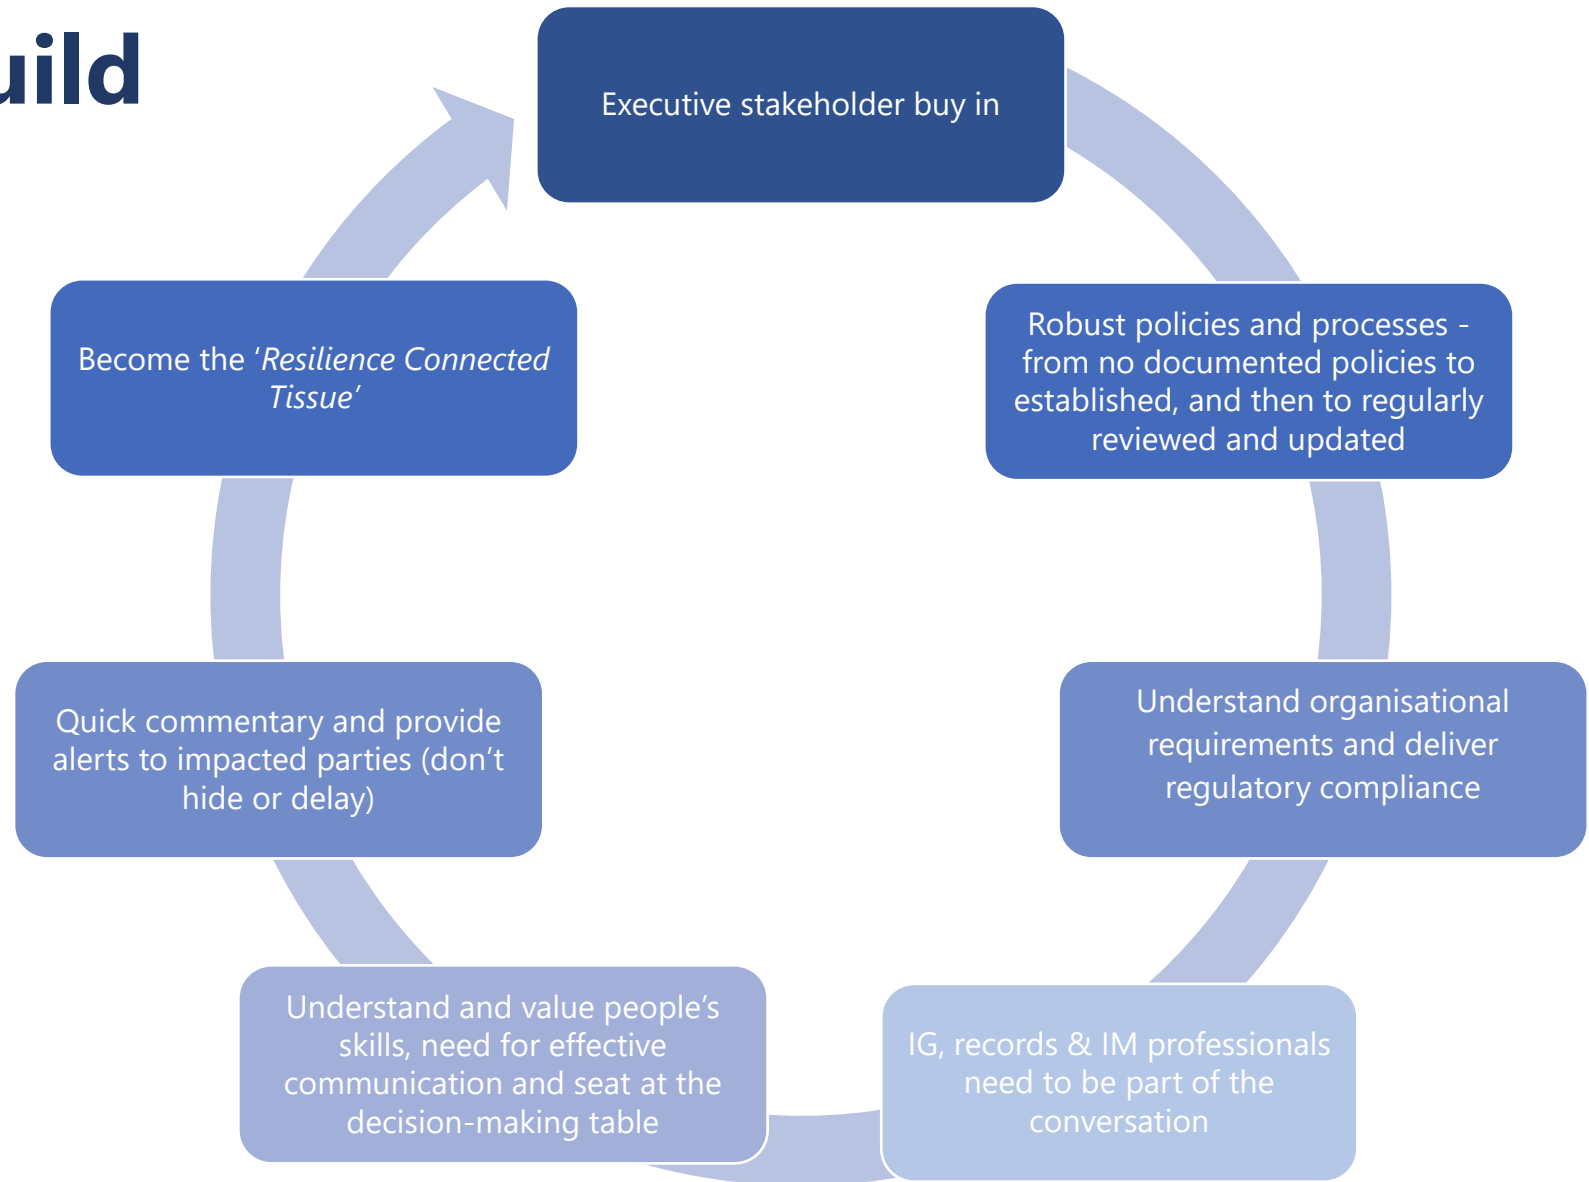 uild
Executive stakeholder buy in
Robust policies and processes -
from no documented policies to
established, and then to regularly
reviewed and updated
Understand organisational
requirements and deliver
regulatory compliance
IG, records & IM professionals
need to be part of the
conversation
Understand and value people’s
skills, need for effective
communication and seat at the
decision-making table
Quick commentary and provide
alerts to impacted parties (don’t
hide or delay)
Become the ‘Resilience Connected
Tissue’